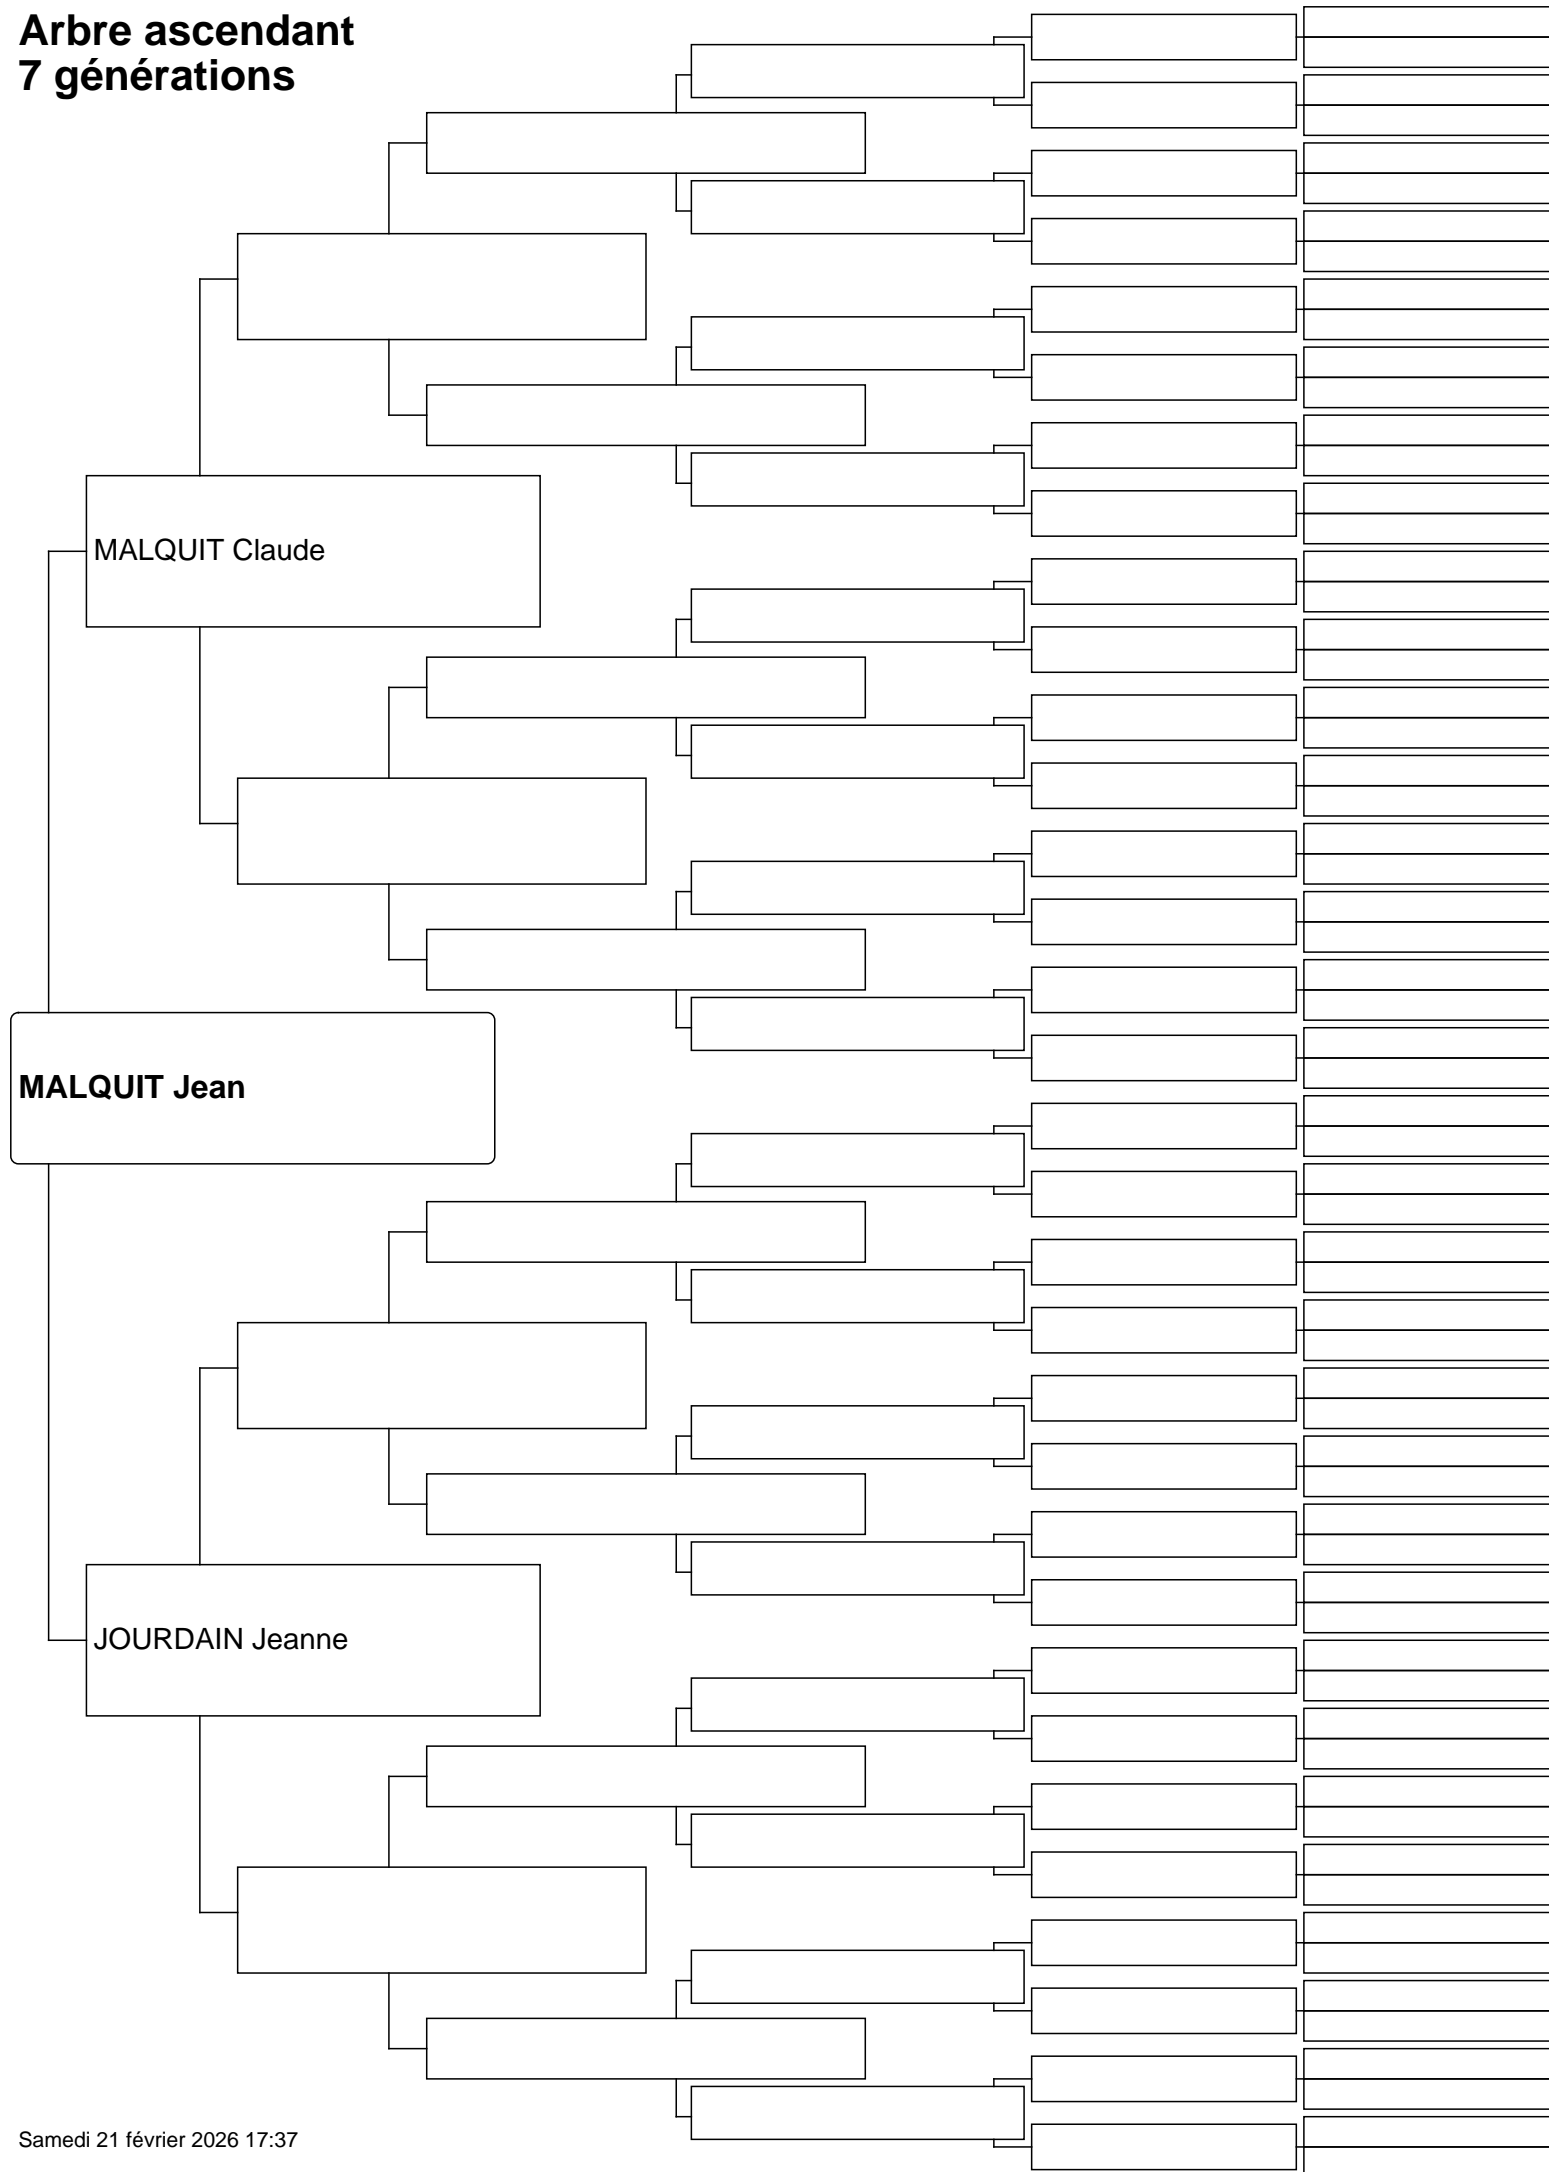 Arbre ascendant
7 générations
MALQUIT Claude
MALQUIT Jean
JOURDAIN Jeanne
Samedi 21 février 2026 17:37